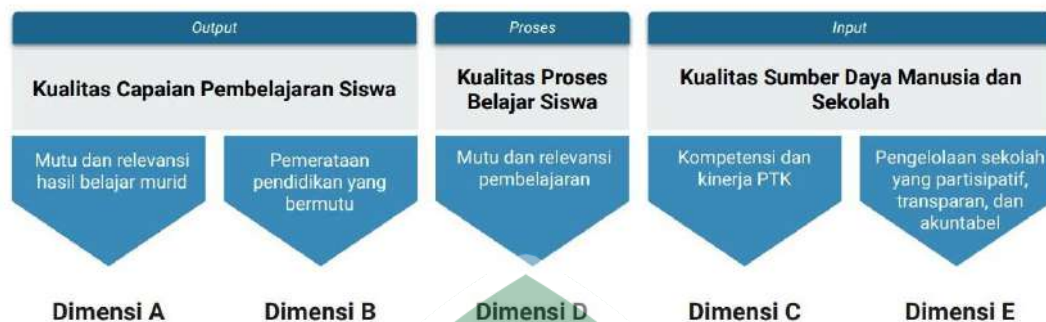 Output
Proses
Input
Kualitas Capaian Pembelajaran Siswa
Kualitas Proses
Belajar Siswa
Kualitas Sumber Daya Manusia dan
Sekolah
Mutu dan relevansi
hasil belajar murid
Pemerataan
pendidikan yang
bermutu
Mutu dan relevansi
pembelajaran
Kompetensi dan
kinerja PTK
Pengelolaan sekolah
yang partisipatif,
transparan, dan
akuntabel
Dimensi A
Dimensi B
Dimensi D
Dimensi C
Dimensi E